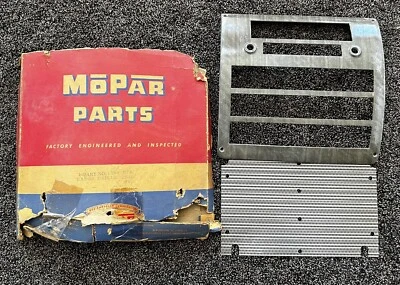 MOPAR
PARTS
FACTORY ENGINEERED AND INSPECTED